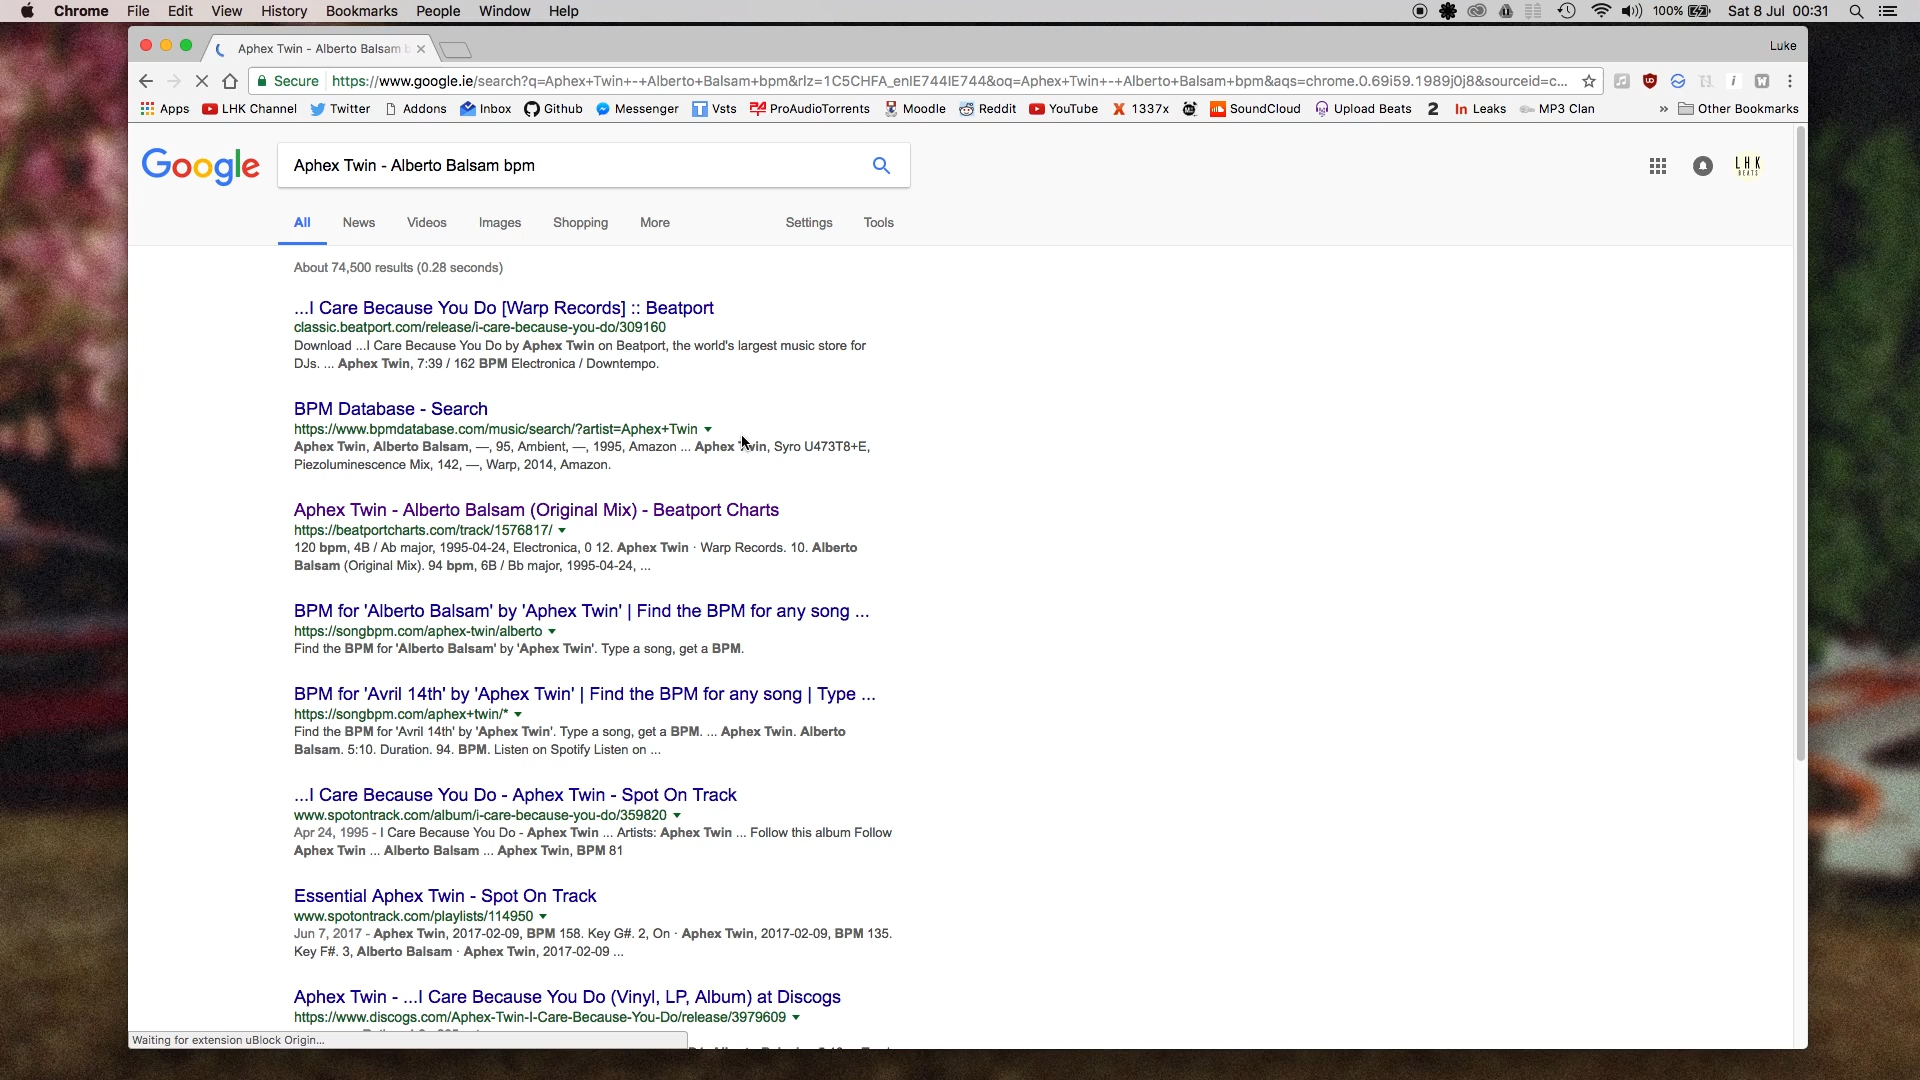 Chrome File Edit View History Bookmarks People Window Help 100% Sat 8 Jul 00:31
Aphex Twin - Alberto Balsam b Luke
Secure https://www.google.ie/search?q=Aphex+Twin+-+Alberto+Balsam+bpm&rlz=1C5CHFA_enIE744IE744&oq=Aphex+Twin+-+Alberto+Balsam+bpm&aqs=chrome.0.69i59.1989j0j8&sourceid=c...
Apps LHK Channel Twitter Addons Inbox Github Messenger Vsts ProAudioTorrents Moodle Reddit YouTube 1337x SoundCloud Upload Beats 2 In Leaks MP3 Clan » Other Bookmarks
Google Aphex Twin - Alberto Balsam bpm LHK BEATS
All News Videos Images Shopping More Settings Tools
About 74,500 results (0.28 seconds)
...I Care Because You Do [Warp Records] :: Beatport
classic.beatport.com/release/i-care-because-you-do/309160
Download ...I Care Because You Do by Aphex Twin on Beatport, the world's largest music store for
DJs. ... Aphex Twin, 7:39 / 162 BPM Electronica / Downtempo.
BPM Database - Search
https://www.bpmdatabase.com/music/search/?artist=Aphex+Twin
Aphex Twin, Alberto Balsam, —, 95, Ambient, —, 1995, Amazon ... Aphex Twin, Syro U473T8+E,
Piezoluminescence Mix, 142, —, Warp, 2014, Amazon.
Aphex Twin - Alberto Balsam (Original Mix) - Beatport Charts
https://beatportcharts.com/track/1576817/
120 bpm, 4B / Ab major, 1995-04-24, Electronica, 0 12. Aphex Twin · Warp Records. 10. Alberto
Balsam (Original Mix). 94 bpm, 6B / Bb major, 1995-04-24, ...
BPM for 'Alberto Balsam' by 'Aphex Twin' | Find the BPM for any song ...
https://songbpm.com/aphex-twin/alberto
Find the BPM for 'Alberto Balsam' by 'Aphex Twin'. Type a song, get a BPM.
BPM for 'Avril 14th' by 'Aphex Twin' | Find the BPM for any song | Type ...
https://songbpm.com/aphex+twin/*
Find the BPM for 'Avril 14th' by 'Aphex Twin'. Type a song, get a BPM. ... Aphex Twin. Alberto
Balsam. 5:10. Duration. 94. BPM. Listen on Spotify Listen on ...
...I Care Because You Do - Aphex Twin - Spot On Track
www.spotontrack.com/album/i-care-because-you-do/359820
Apr 24, 1995 - I Care Because You Do - Aphex Twin ... Artists: Aphex Twin ... Follow this album Follow
Aphex Twin ... Alberto Balsam ... Aphex Twin, BPM 81
Essential Aphex Twin - Spot On Track
www.spotontrack.com/playlists/114950
Jun 7, 2017 - Aphex Twin, 2017-02-09, BPM 158. Key G#. 2, On · Aphex Twin, 2017-02-09, BPM 135.
Key F#. 3, Alberto Balsam · Aphex Twin, 2017-02-09 ...
Aphex Twin - ...I Care Because You Do (Vinyl, LP, Album) at Discogs
https://www.discogs.com/Aphex-Twin-I-Care-Because-You-Do/release/3979609
Waiting for extension uBlock Origin...